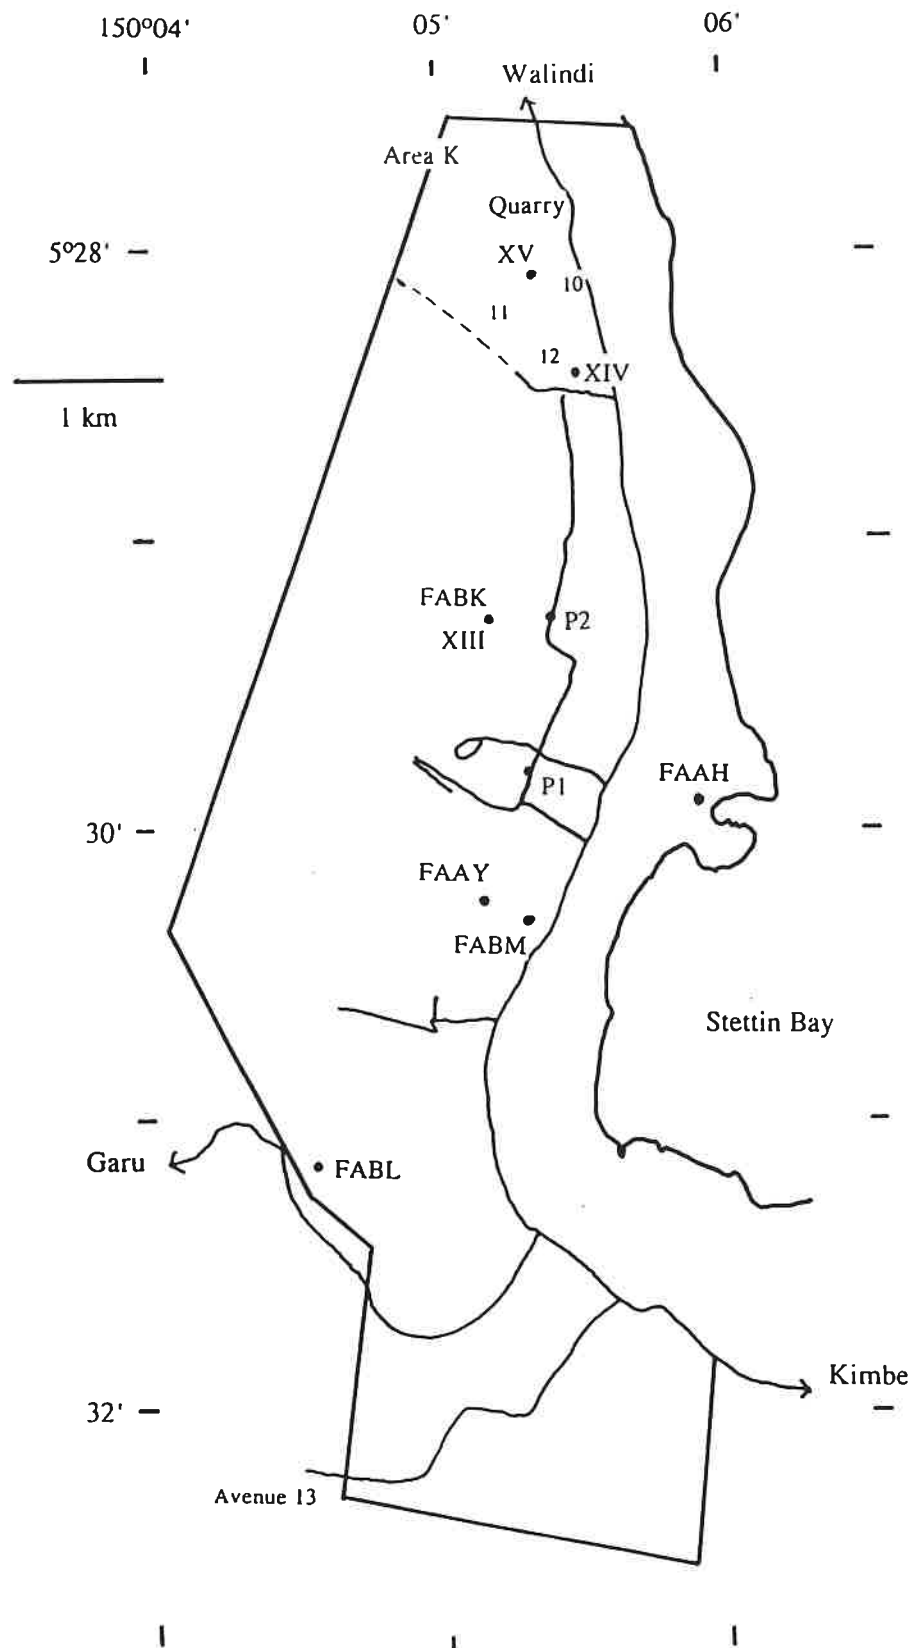 150°04' 05' 06'
Walindi
Area K
Quarry
5°28'
XV
10
11
12
XIV
1 km
FABK
P2
XIII
FAAH
P1
30'
FAAY
FABM
Stettin Bay
Garu
FABL
Kimbe
32'
Avenue 13